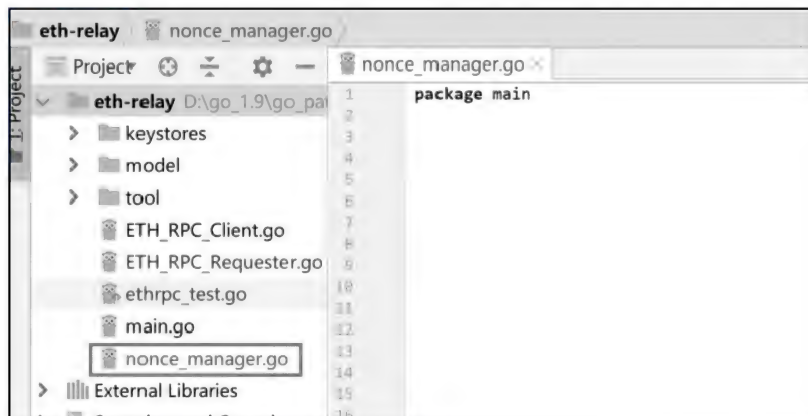 eth-relay nonce_manager.go
1: Project
Project
nonce_manager.go
eth-relay D:\go_1.9\go_pa
keystores
model
tool
ETH_RPC_Client.go
ETH_RPC_Requester.go
ethrpc_test.go
main.go
nonce_manager.go
External Libraries
1 package main
2
3
4
5
6
7
8
9
10
11
12
13
14
15
16